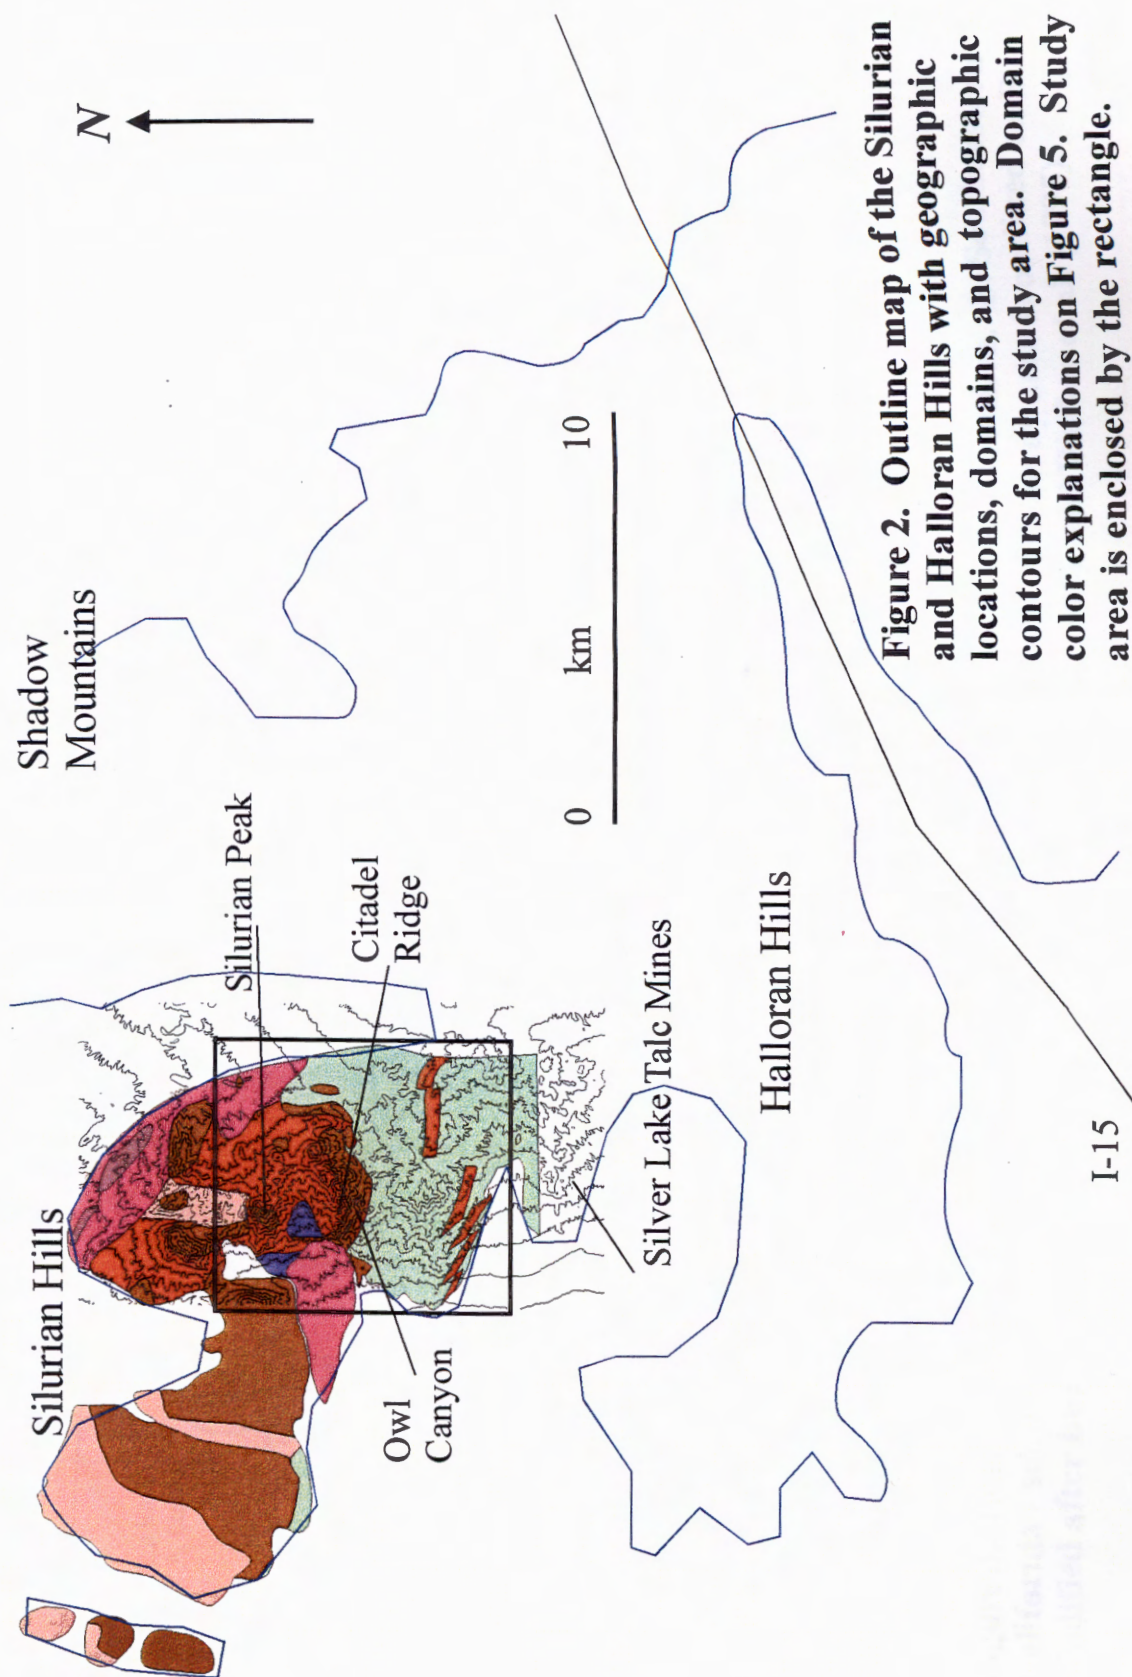 Shadow
Mountains
N
Silurian Hills
Silurian Peak
Citadel
Ridge
Owl
Canyon
0 km 10
Silver Lake Talc Mines
Halloran Hills
I-15
Figure 2. Outline map of the Silurian
and Halloran Hills with geographic
locations, domains, and topographic
contours for the study area. Domain
color explanations on Figure 5. Study
area is enclosed by the rectangle.